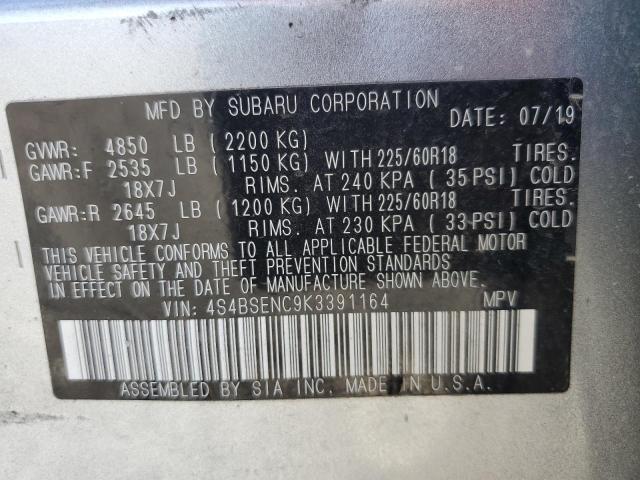 MFD BY SUBARU CORPORATION
DATE: 07/19
GVWR: 4850 LB ( 2200 KG)
GAWR:F 2535 LB ( 1150 KG) WITH 225/60R18 TIRES.
18X7J RIMS. AT 240 KPA ( 35 PSI) COLD
GAWR:R 2645 LB ( 1200 KG) WITH 225/60R18 TIRES.
18X7J RIMS. AT 230 KPA ( 33 PSI) COLD
THIS VEHICLE CONFORMS TO ALL APPLICABLE FEDERAL MOTOR
VEHICLE SAFETY AND THEFT PREVENTION STANDARDS
IN EFFECT ON THE DATE OF MANUFACTURE SHOWN ABOVE.
VIN: 4S4BSENC9K3391164 MPV
ASSEMBLED BY SIA INC. MADE IN U.S.A.